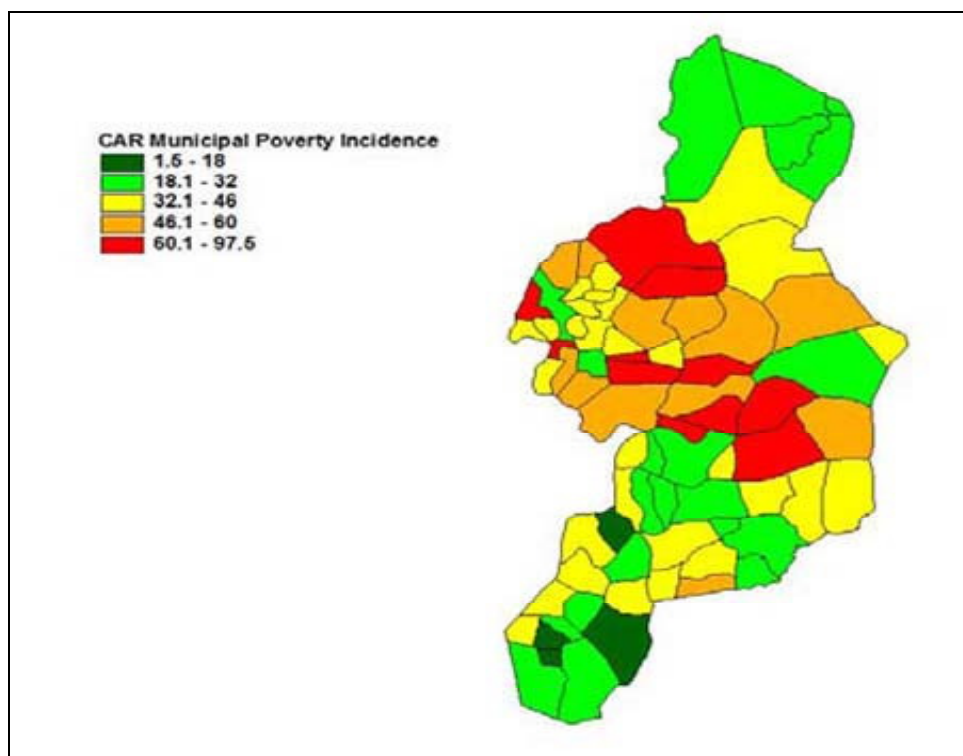 CAR Municipal Poverty Incidence
1.5 - 18
18.1 - 32
32.1 - 46
46.1 - 60
60.1 - 97.5